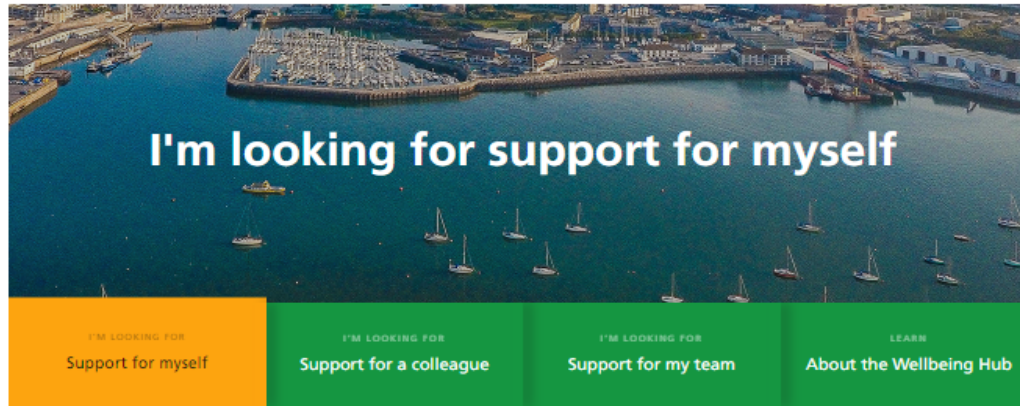 I'm looking for support for myself
I'M LOOKING FOR
Support for myself
I'M LOOKING FOR
Support for a colleague
I'M LOOKING FOR
Support for my team
LEARN
About the Wellbeing Hub